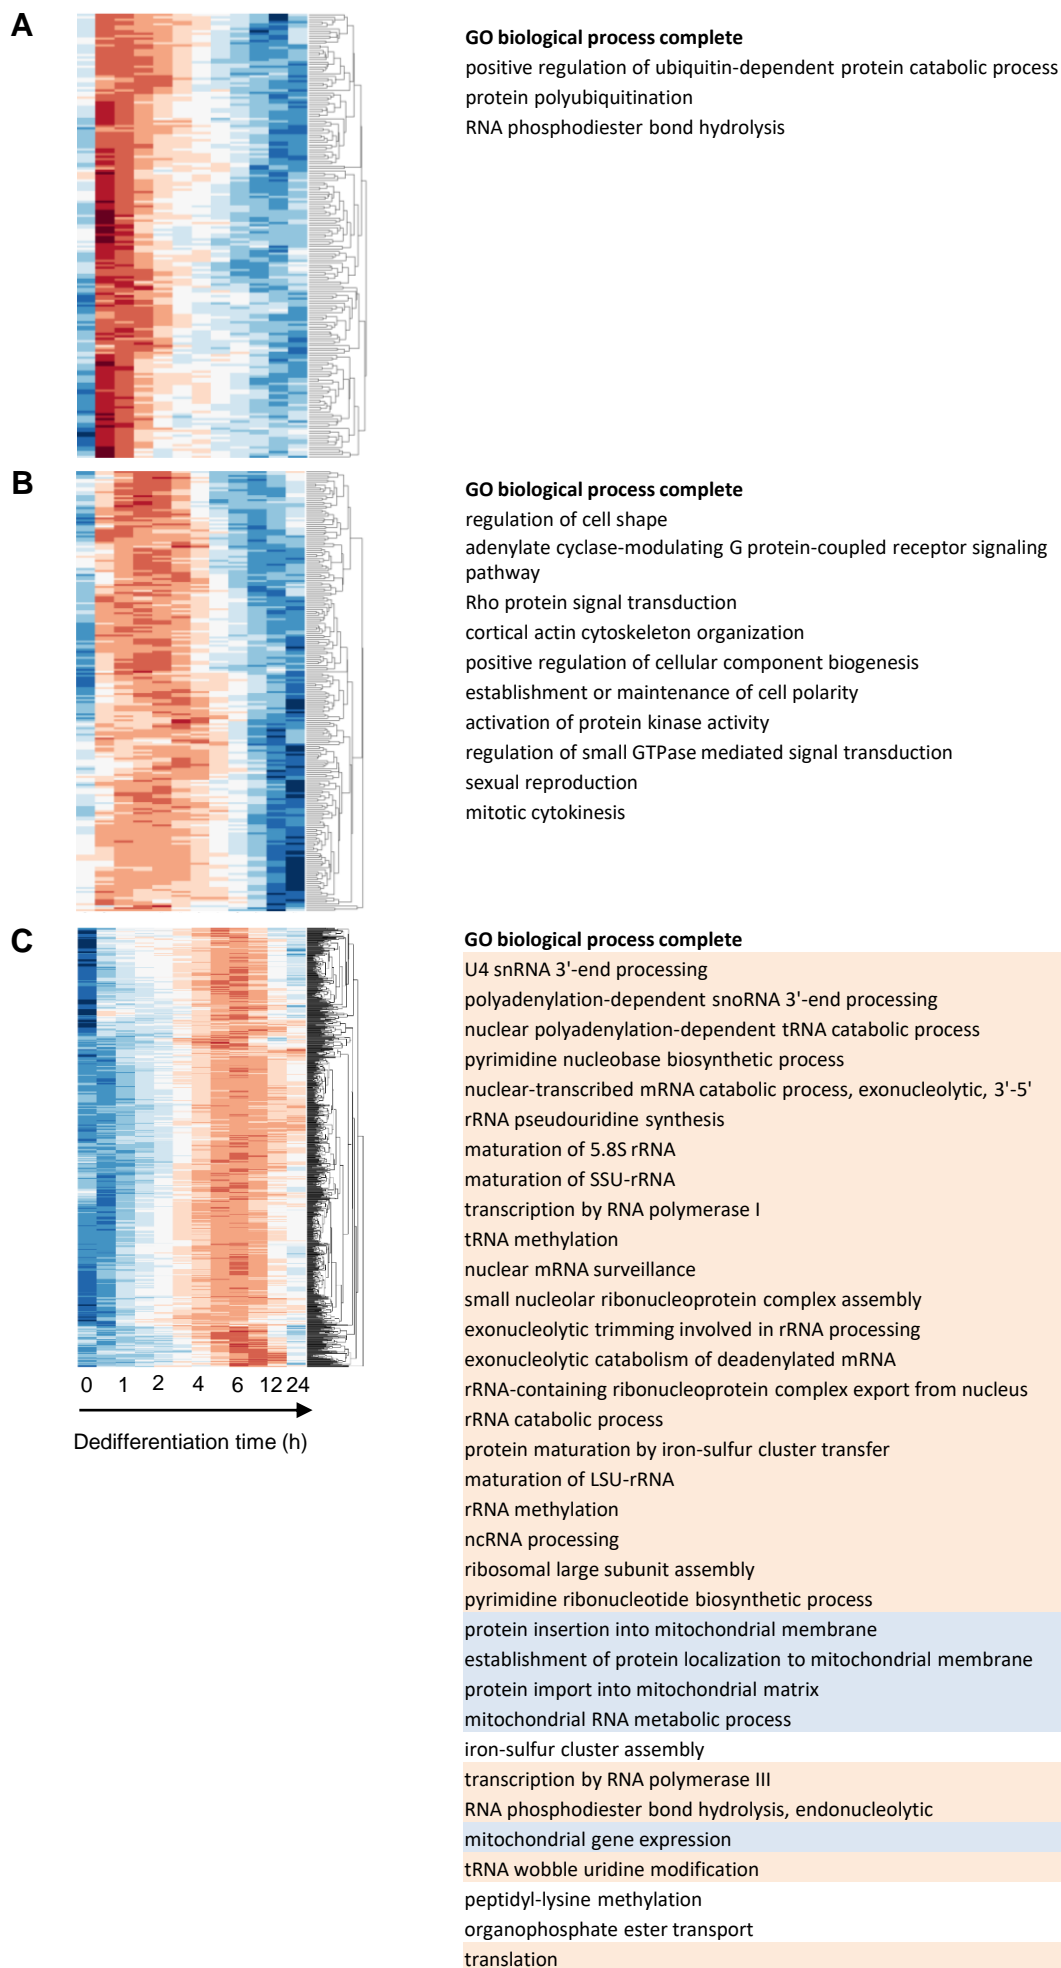 A
GO biological process complete
positive regulation of ubiquitin-dependent protein catabolic process
protein polyubiquitination
RNA phosphodiester bond hydrolysis
B
GO biological process complete
regulation of cell shape
adenylate cyclase-modulating G protein-coupled receptor signaling
pathway
Rho protein signal transduction
cortical actin cytoskeleton organization
positive regulation of cellular component biogenesis
establishment or maintenance of cell polarity
activation of protein kinase activity
regulation of small GTPase mediated signal transduction
sexual reproduction
mitotic cytokinesis
C
GO biological process complete
U4 snRNA 3'-end processing
polyadenylation-dependent snoRNA 3'-end processing
nuclear polyadenylation-dependent tRNA catabolic process
pyrimidine nucleobase biosynthetic process
nuclear-transcribed mRNA catabolic process, exonucleolytic, 3'-5'
rRNA pseudouridine synthesis
maturation of 5.8S rRNA
maturation of SSU-rRNA
transcription by RNA polymerase I
tRNA methylation
nuclear mRNA surveillance
small nucleolar ribonucleoprotein complex assembly
exonucleolytic trimming involved in rRNA processing
exonucleolytic catabolism of deadenylated mRNA
rRNA-containing ribonucleoprotein complex export from nucleus
rRNA catabolic process
protein maturation by iron-sulfur cluster transfer
maturation of LSU-rRNA
rRNA methylation
ncRNA processing
ribosomal large subunit assembly
pyrimidine ribonucleotide biosynthetic process
protein insertion into mitochondrial membrane
establishment of protein localization to mitochondrial membrane
protein import into mitochondrial matrix
mitochondrial RNA metabolic process
iron-sulfur cluster assembly
transcription by RNA polymerase III
RNA phosphodiester bond hydrolysis, endonucleolytic
mitochondrial gene expression
tRNA wobble uridine modification
peptidyl-lysine methylation
organophosphate ester transport
translation
0 1 2 4 6 12 24
Dedifferentiation time (h)